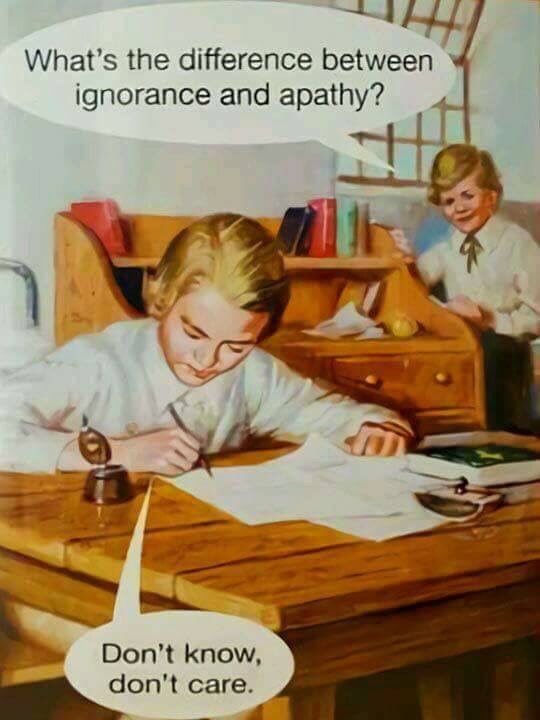 What's the difference between
ignorance and apathy?
Don't know,
don't care.